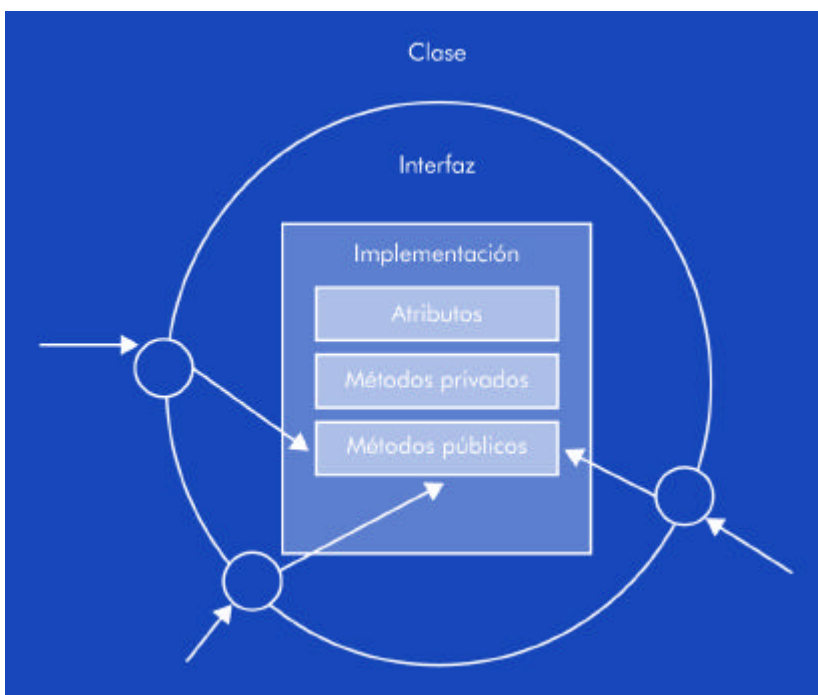 Clase
Interfaz
Implementación
Atributos
Métodos privados
Métodos públicos